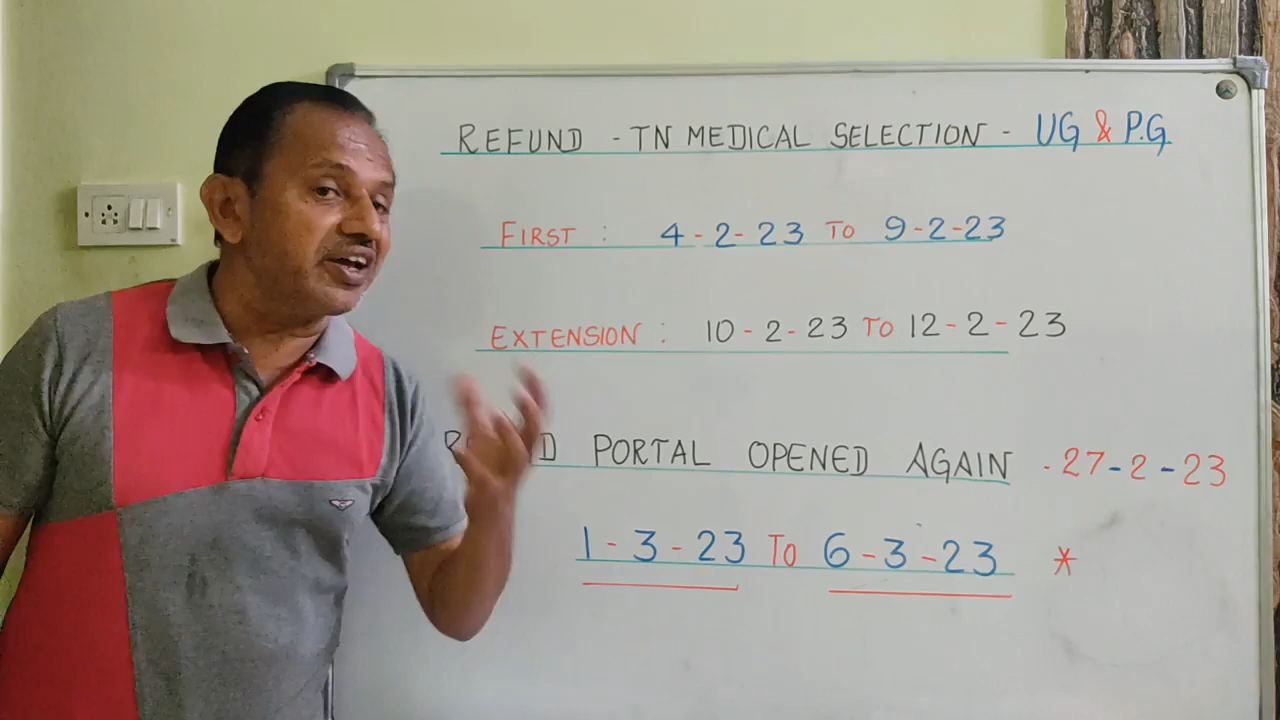 REFUND - TN MEDICAL SELECTION - UG & P.G
FIRST : 4 - 2 - 23 TO 9 - 2 - 23
EXTENSION : 10 - 2 - 23 TO 12 - 2 - 23
PORTAL OPENED AGAIN - 27 - 2 - 23
1 - 3 - 23 TO 6 - 3 - 23 *